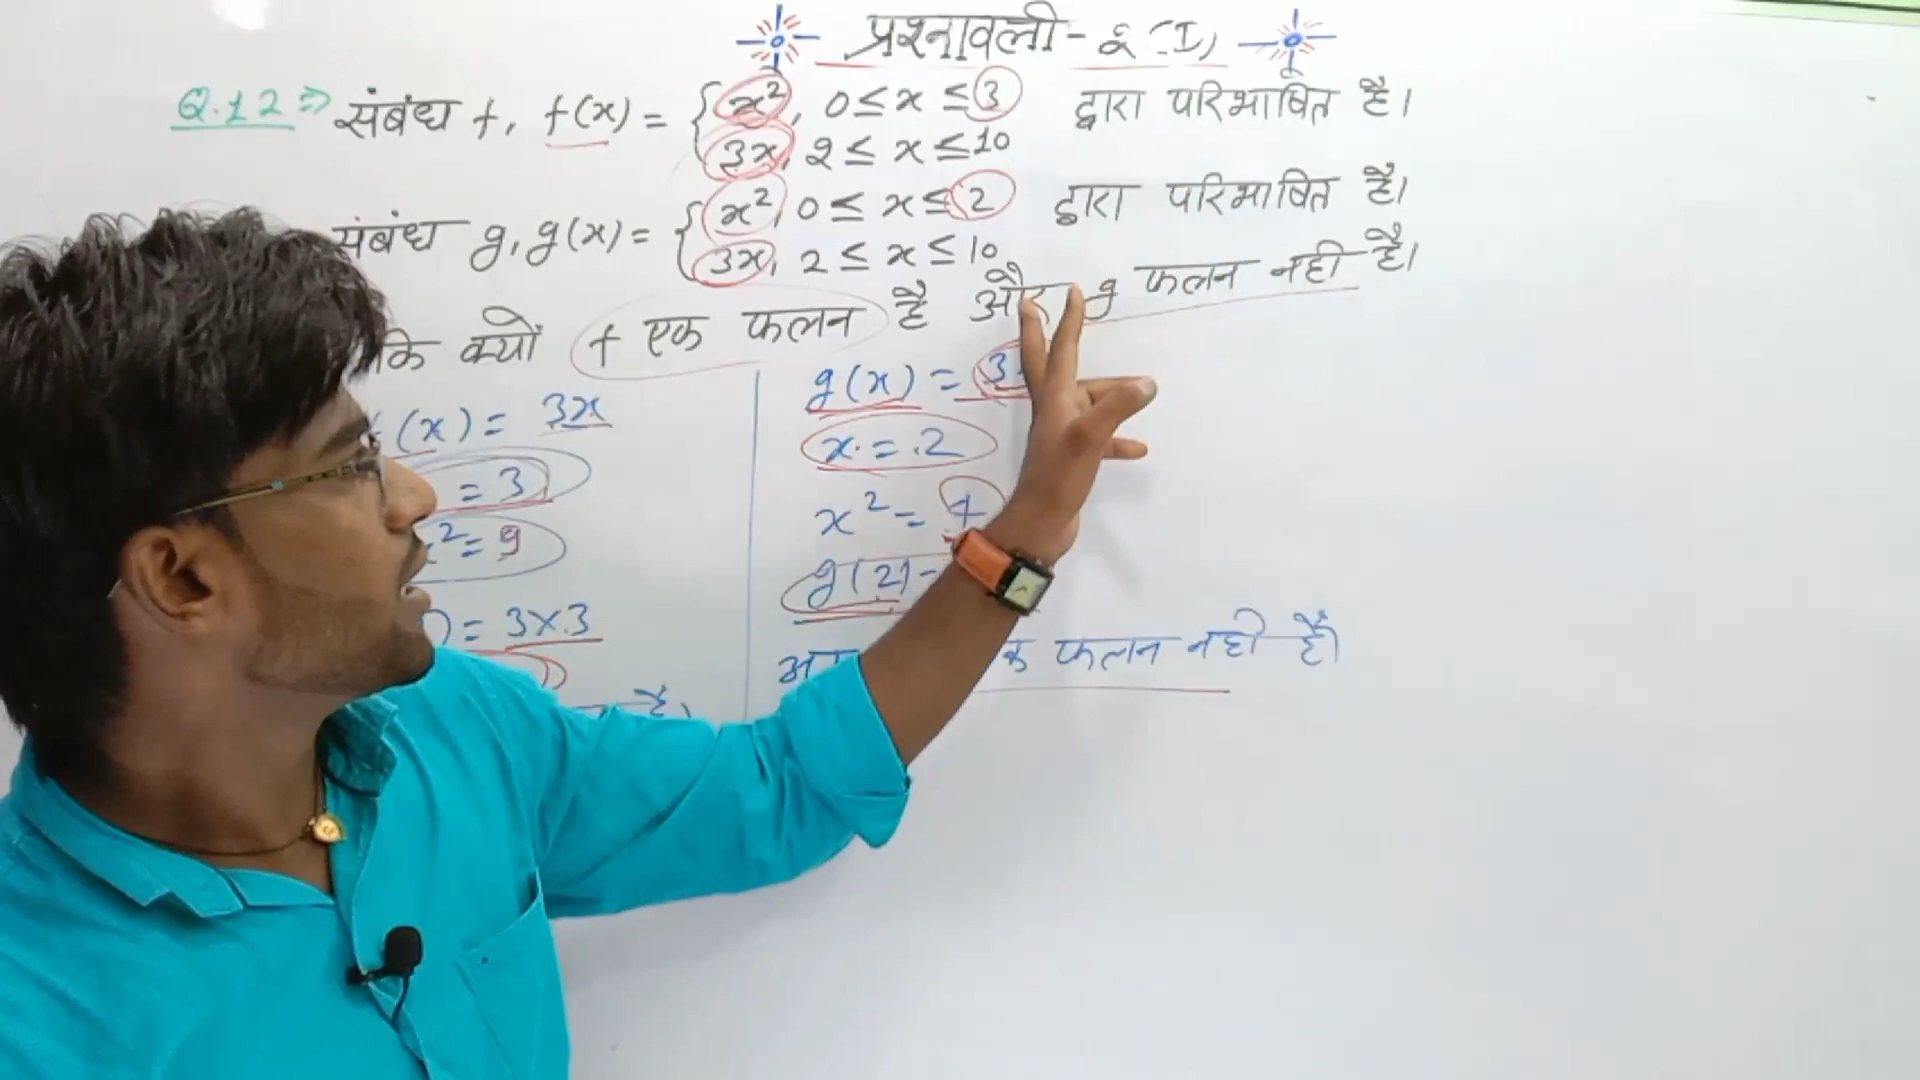 प्रश्नावली - 2 (I)
Q.12 ⇒ संबंध f, f(x) = { x², 0 ≤ x ≤ 3 द्वारा परिभाषित है।
3x, 2 ≤ x ≤ 10
संबंध g, g(x) = { x², 0 ≤ x ≤ 2 द्वारा परिभाषित है।
3x, 2 ≤ x ≤ 10
कि क्यों f एक फलन है और g फलन नही है।
(x) = 3x
= 3
²= 9
) = 3×3
है।
g(x) = 3
x = 2
x² = 4
g(2) =
फलन नही है।